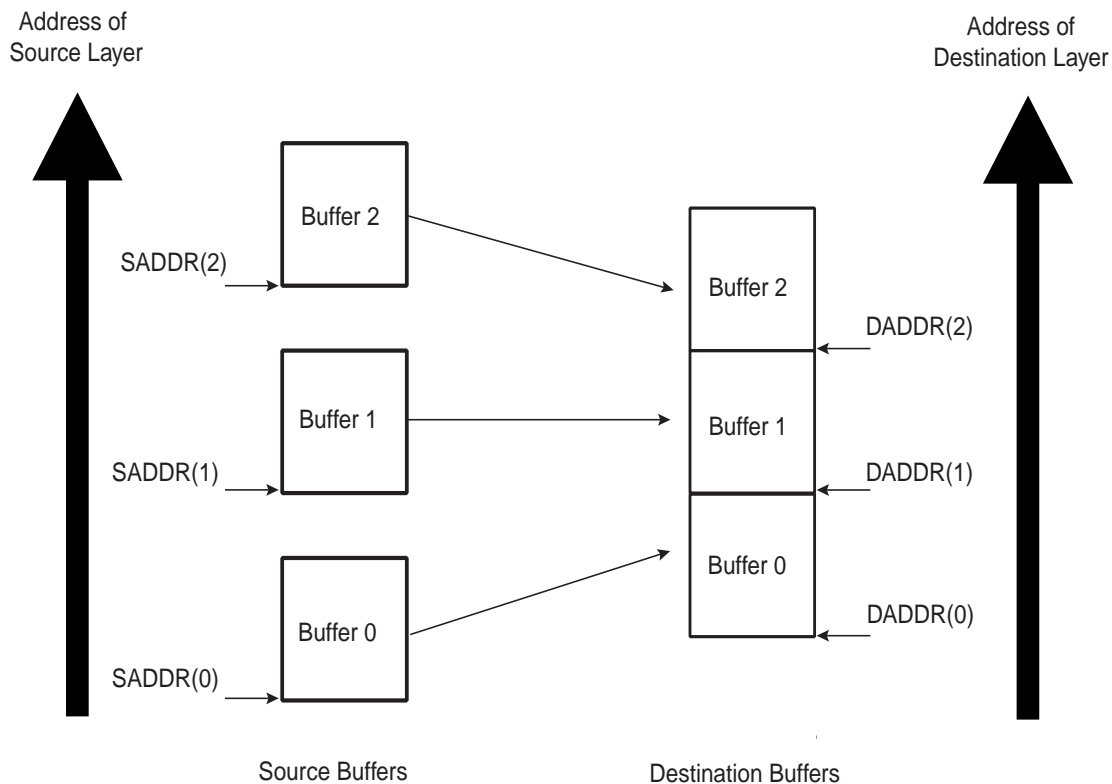 Address of
Source Layer
Address of
Destination Layer
Buffer 2
SADDR(2)
Buffer 2
DADDR(2)
Buffer 1
Buffer 1
SADDR(1)
DADDR(1)
Buffer 0
Buffer 0
DADDR(0)
SADDR(0)
Source Buffers
Destination Buffers